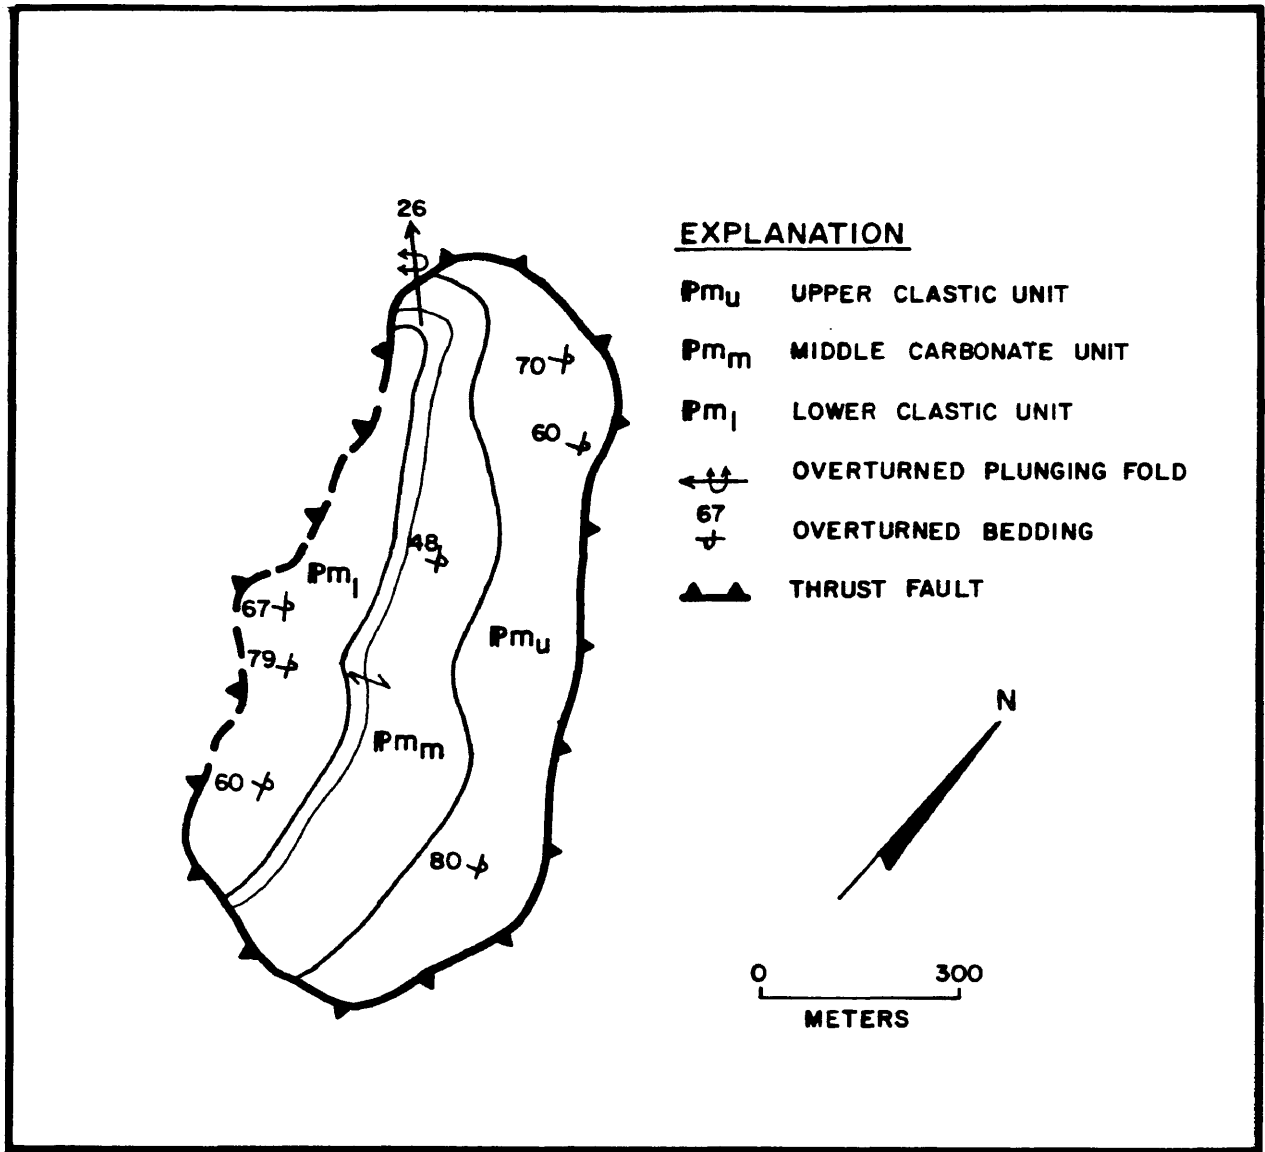 26
EXPLANATION
Pmu UPPER CLASTIC UNIT
Pmm MIDDLE CARBONATE UNIT
Pml LOWER CLASTIC UNIT
OVERTURNED PLUNGING FOLD
67
OVERTURNED BEDDING
THRUST FAULT
70
60
48
Pml
67
Pmu
79
Pmm
60
80
N
0 300
METERS